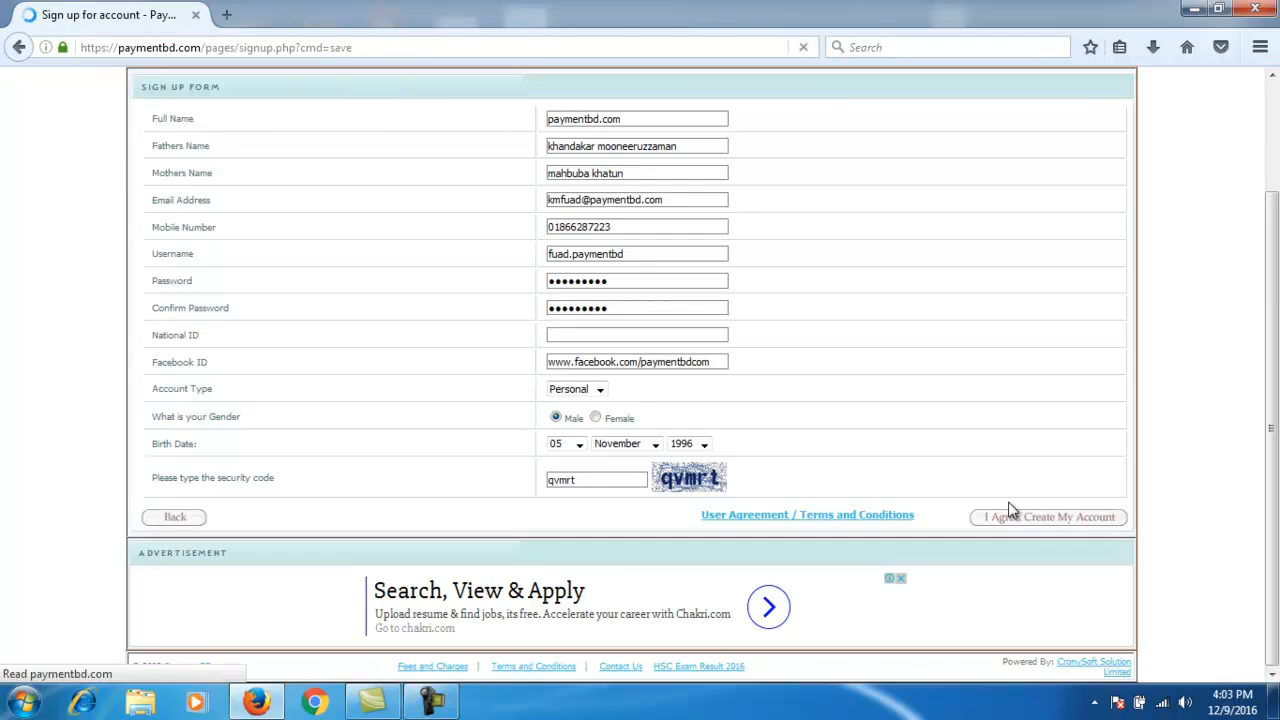 Sign up for account - Pay...
https://paymentbd.com/pages/signup.php?cmd=save
Search
SIGN UP FORM
Full Name paymentbd.com
Fathers Name khandakar mooneeruzzaman
Mothers Name mahbuba khatun
Email Address kmfuad@paymentbd.com
Mobile Number 01866287223
Username fuad.paymentbd
Password •••••••••
Confirm Password •••••••••
National ID
Facebook ID www.facebook.com/paymentbdcom
Account Type Personal
What is your Gender Male Female
Birth Date: 05 November 1996
Please type the security code qvmrt qvmrt
Back User Agreement / Terms and Conditions I Agree Create My Account
ADVERTISEMENT
Search, View & Apply
Upload resume & find jobs, its free. Accelerate your career with Chakri.com
Go to chakri.com
Fees and Charges | Terms and Conditions | Contact Us HSC Exam Result 2016
Powered By: CronySoft Solution
Limited
Read paymentbd.com
4:03 PM
12/9/2016